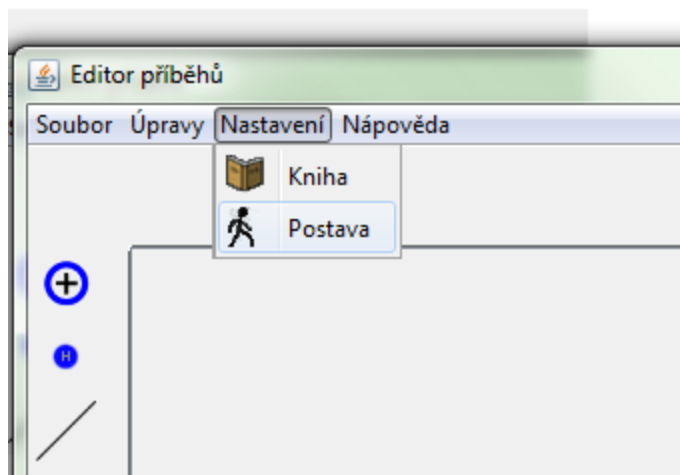 Editor příběhů
Soubor Úpravy Nastavení Nápověda
Kniha
Postava
H